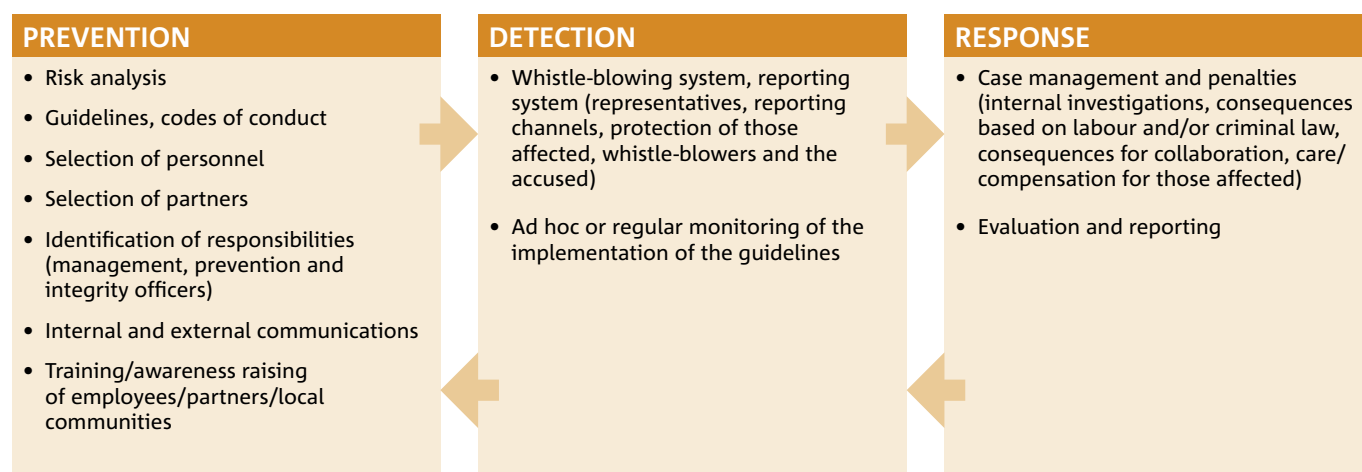 PREVENTION
• Risk analysis
• Guidelines, codes of conduct
• Selection of personnel
• Selection of partners
• Identification of responsibilities
(management, prevention and
integrity officers)
• Internal and external communications
• Training/awareness raising
of employees/partners/local
communities
DETECTION
• Whistle-blowing system, reporting
system (representatives, reporting
channels, protection of those
affected, whistle-blowers and the
accused)
• Ad hoc or regular monitoring of the
implementation of the guidelines
RESPONSE
• Case management and penalties
(internal investigations, consequences
based on labour and/or criminal law,
consequences for collaboration, care/
compensation for those affected)
• Evaluation and reporting